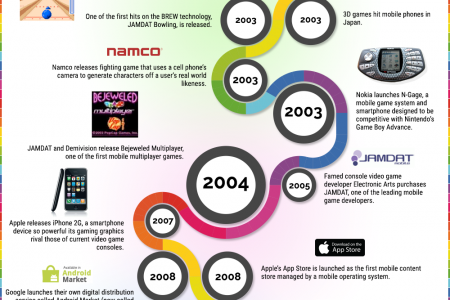 One of the first hits on the BREW technology,
JAMDAT Bowling, is released.
2003
2003
3D games hit mobile phones in
Japan.
namco
Namco releases fighting game that uses a cell phone's
camera to generate characters off a user's real world
likeness.
2003
2003
Nokia launches N-Gage, a
mobile game system and
smartphone designed to be
competitive with Nintendo's
Game Boy Advance.
BEJEWELED
multiplayer
JAMDAT and Demivision release Bejeweled Multiplayer,
one of the first mobile multiplayer games.
2004
JAMDAT
MOBILE
2005
Famed console video game
developer Electronic Arts purchases
JAMDAT, one of the leading mobile
game developers.
Apple releases iPhone 2G, a smartphone
device so powerful its gaming graphics
rival those of current video game
consoles.
2007
Download on the
App Store
Available in
Android
Market
2008
2008
Apple's App Store is launched as the first mobile content
store managed by a mobile operating system.
Google launches their own digital distribution